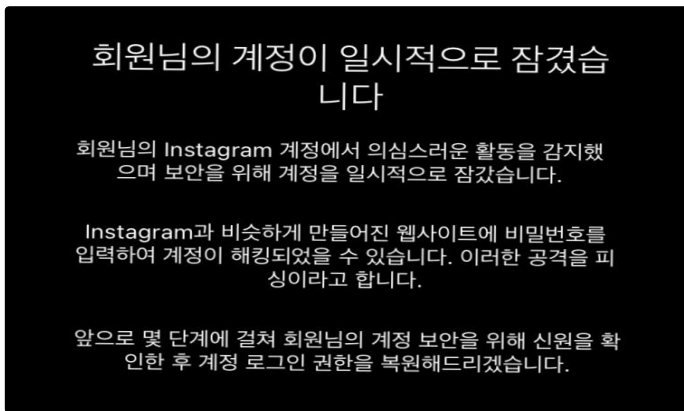 회원님의 계정이 일시적으로 잠겼습
니다
회원님의 Instagram 계정에서 의심스러운 활동을 감지했
으며 보안을 위해 계정을 일시적으로 잠갔습니다.
Instagram과 비슷하게 만들어진 웹사이트에 비밀번호를
입력하여 계정이 해킹되었을 수 있습니다. 이러한 공격을 피
싱이라고 합니다.
앞으로 몇 단계에 걸쳐 회원님의 계정 보안을 위해 신원을 확
인한 후 계정 로그인 권한을 복원해드리겠습니다.